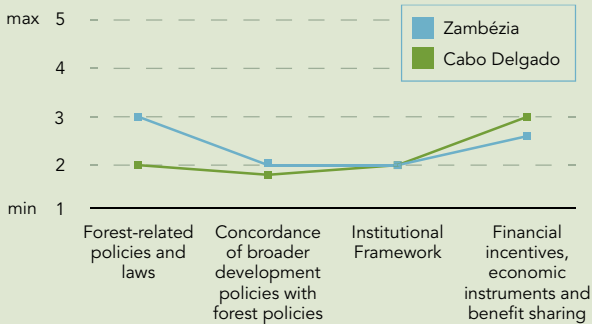 max 5
4
3
2
min 1
Zambézia
Cabo Delgado
Forest-related
policies and
laws
Concordance
of broader
development
policies with
forest policies
Institutional
Framework
Financial
incentives,
economic
instruments and
benefit sharing